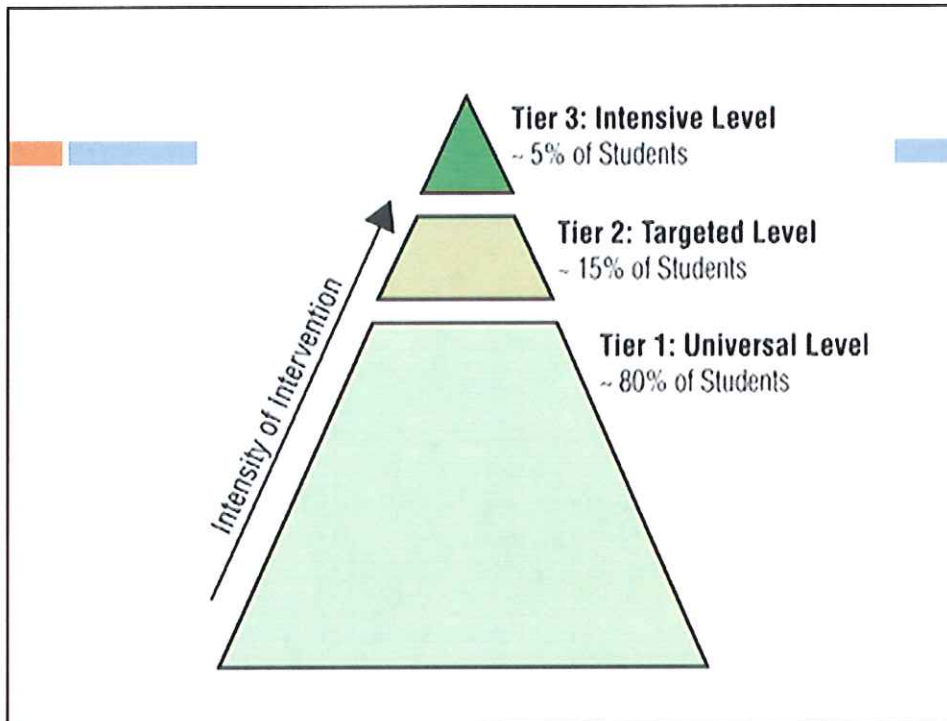 Tier 3: Intensive Level
~ 5% of Students
Tier 2: Targeted Level
~ 15% of Students
Tier 1: Universal Level
~ 80% of Students
Intensity of Intervention